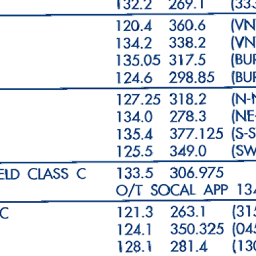 132.2 269.1 (333
120.4 360.6 (VN
134.2 338.2 (VN
135.05 317.5 (BUR
124.6 298.85 (BUR
127.25 318.2 (N-N
134.0 278.3 (NE-
135.4 377.125 (S-S
125.5 349.0 (SW
ELD CLASS C 133.5 306.975
O/T SOCAL APP 134
C 121.3 263.1 (315
124.1 350.325 (045
128.1 281.4 (130